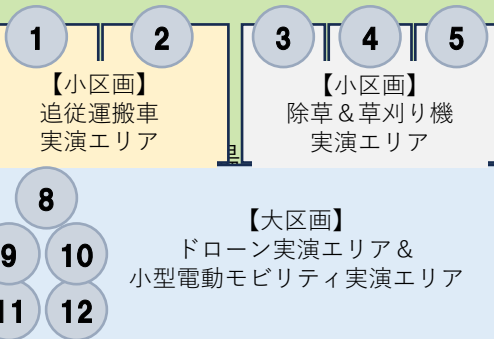 1 2 3 4 5
【小区画】
追従運搬車
実演エリア
【小区画】
除草＆草刈り機
実演エリア
8
9 10
11 12
【大区画】
ドローン実演エリア＆
小型電動モビリティ実演エリア